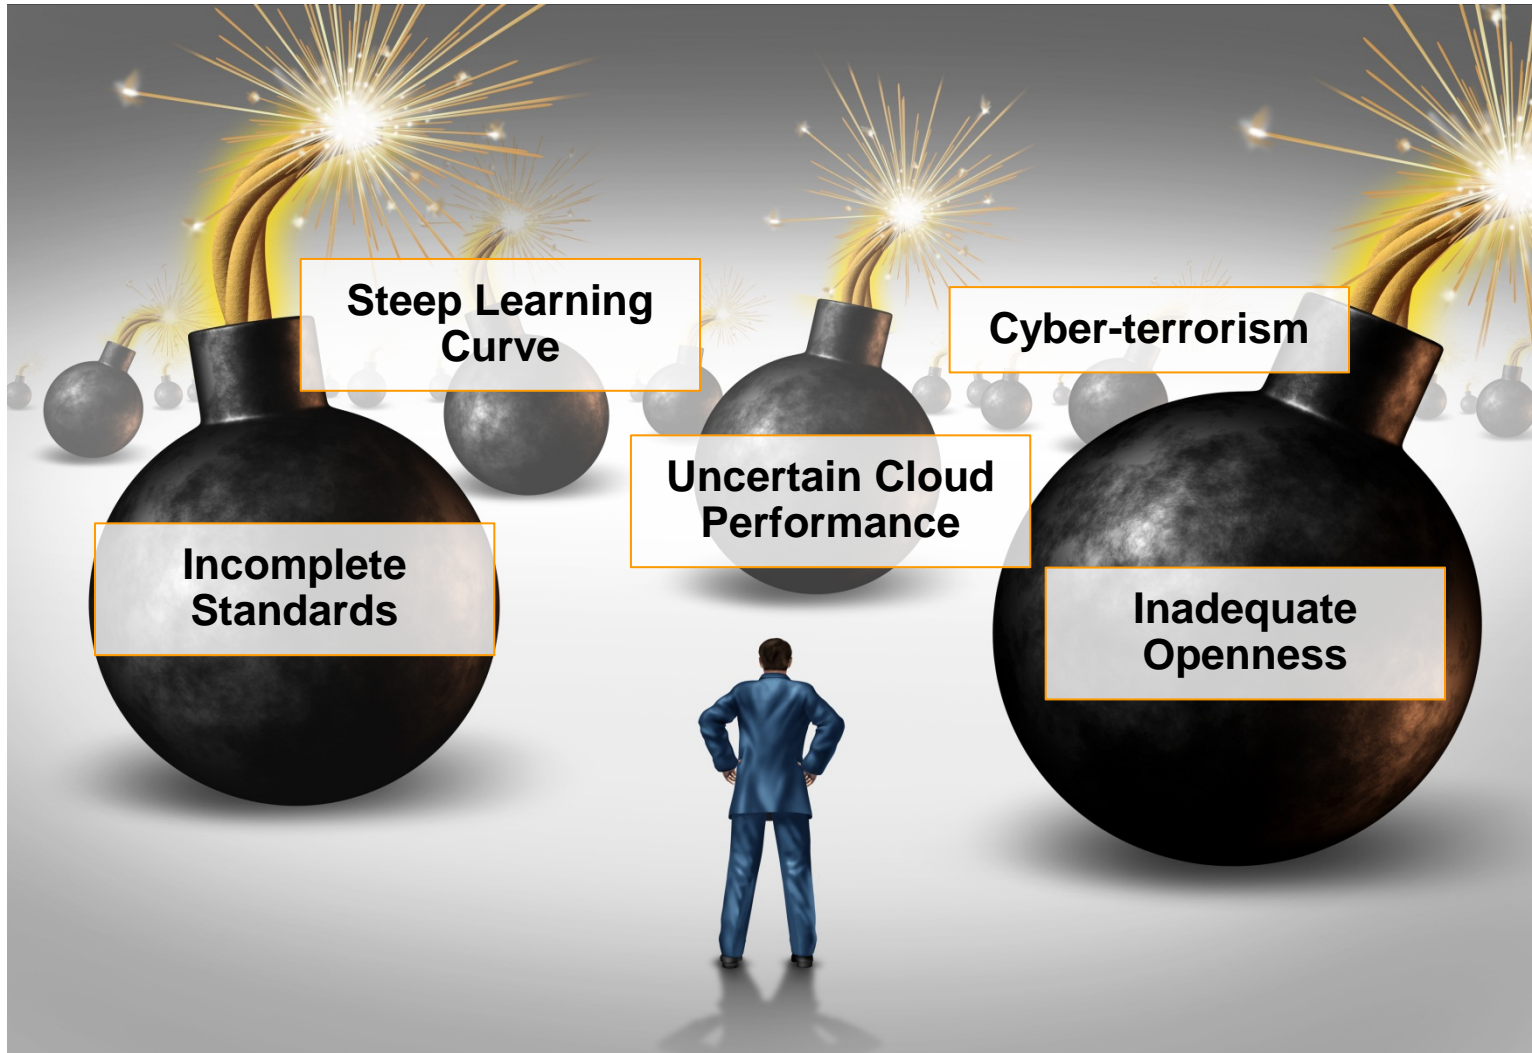 Steep Learning
Curve
Cyber-terrorism
Uncertain Cloud
Performance
Incomplete
Standards
Inadequate
Openness